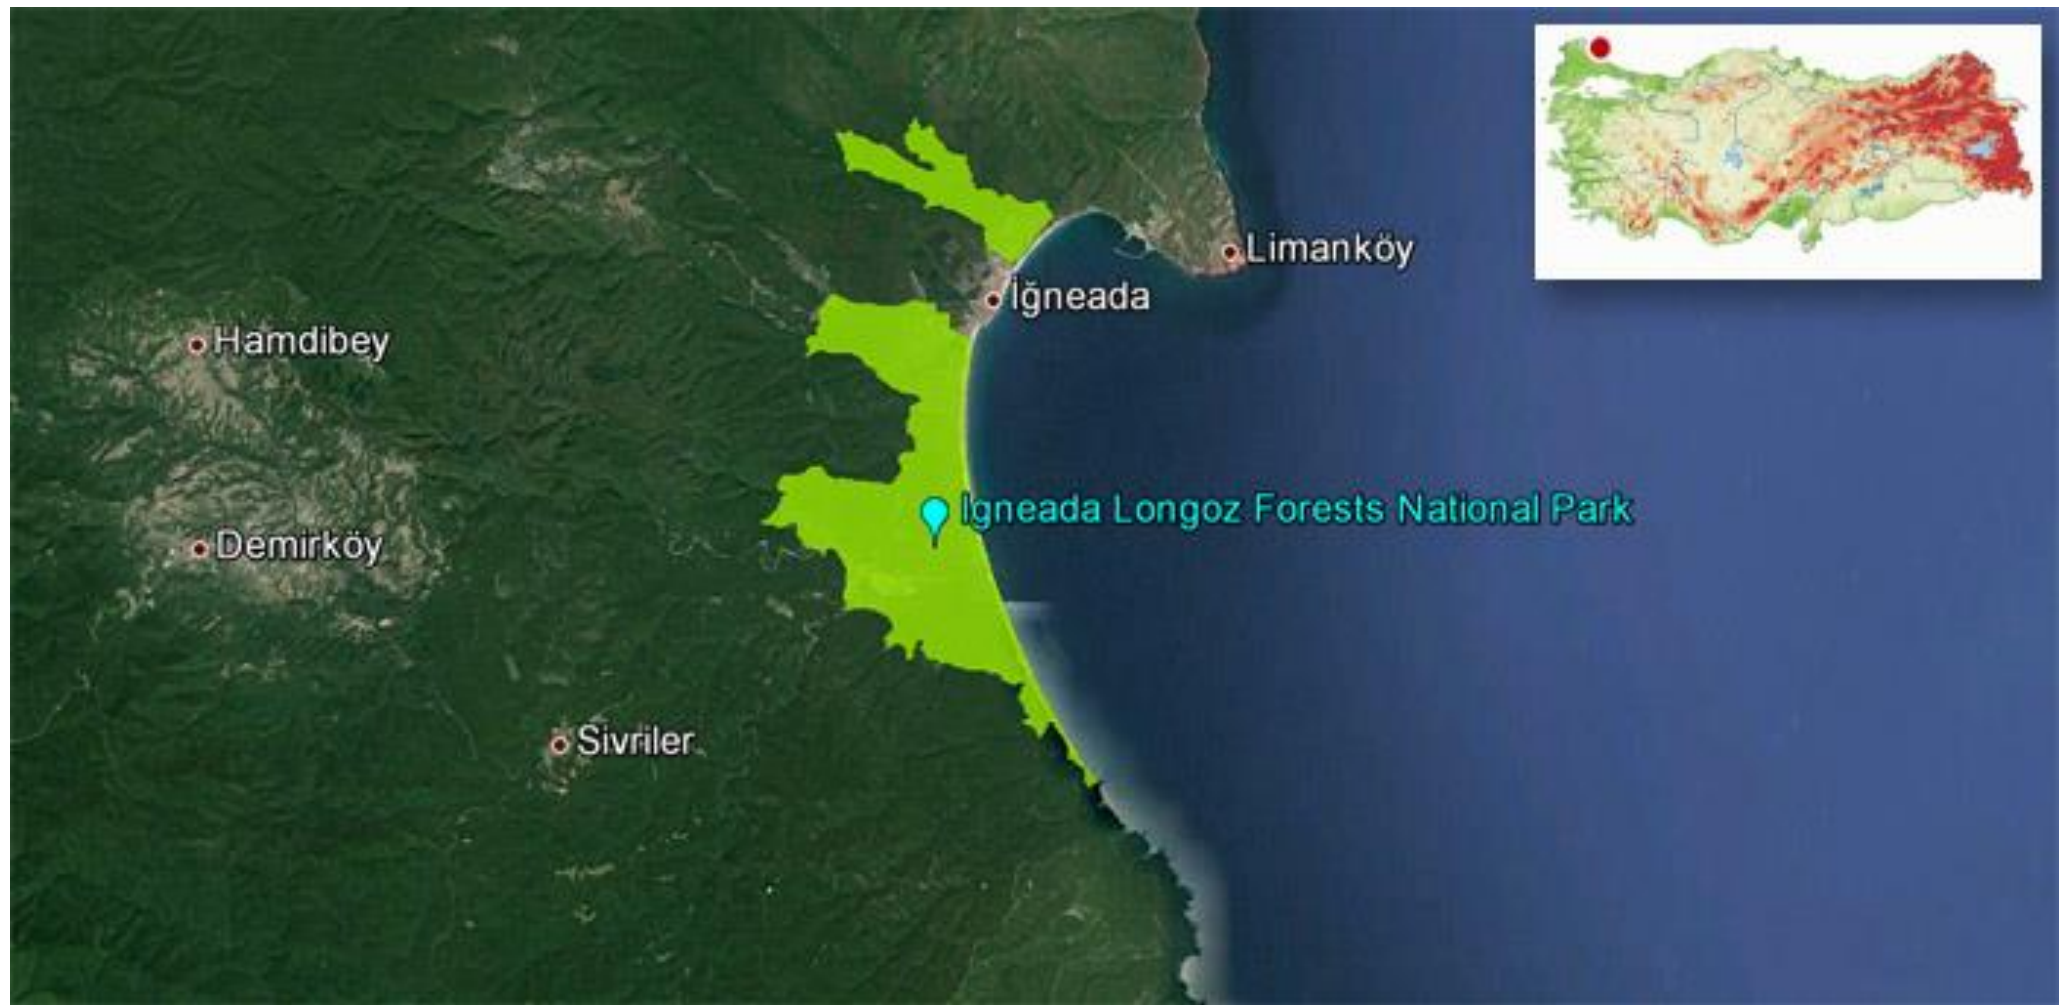 Limanköy
İğneada
Hamdibey
Igneada Longoz Forests National Park
Demirköy
Sivriler